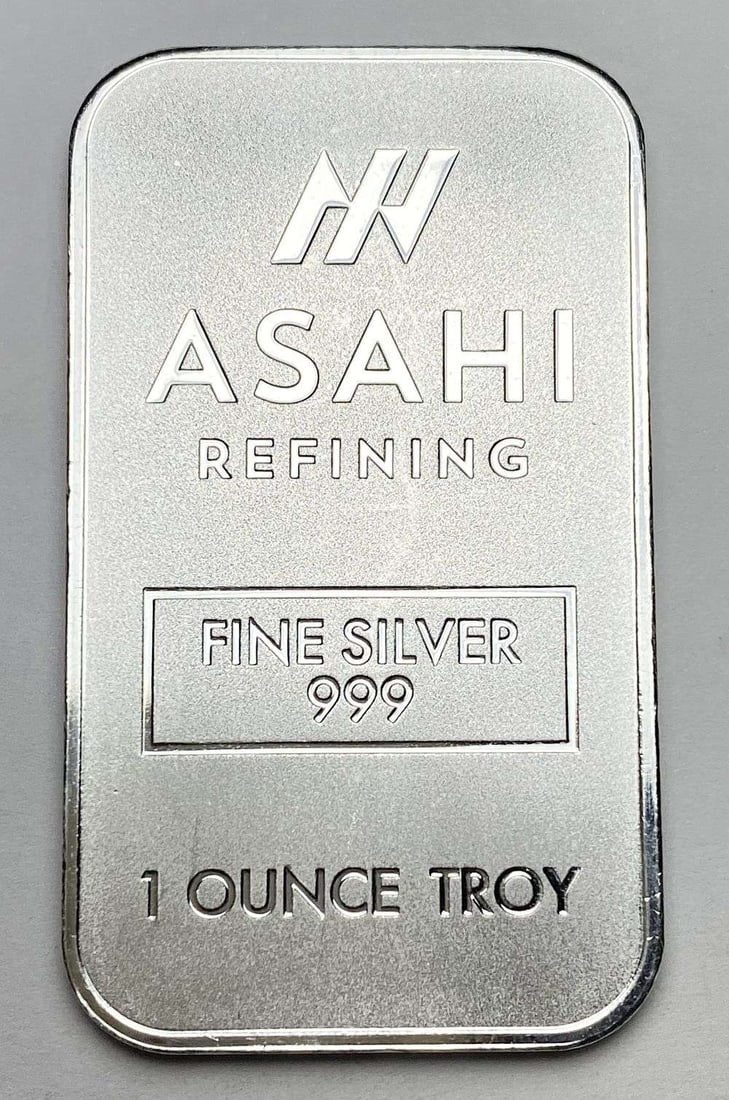 ASAHI
REFINING
FINE SILVER
999
1 OUNCE TROY